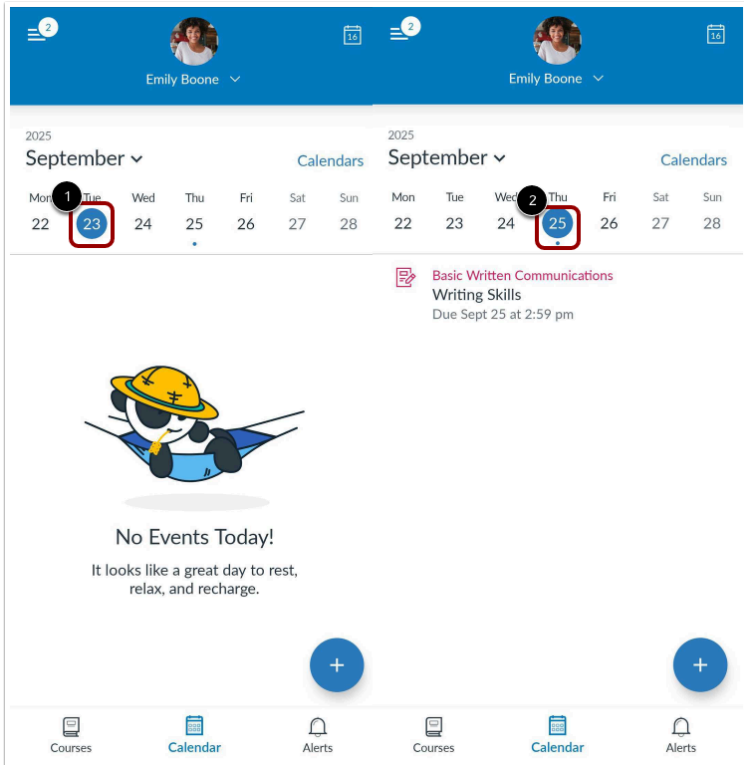 2
16
Emily Boone
2025
September
Calendars
Mon Tue Wed Thu Fri Sat Sun
1
22 23 24 25 26 27 28
No Events Today!
It looks like a great day to rest,
relax, and recharge.
+
Courses Calendar Alerts
2
16
Emily Boone
2025
September
Calendars
Mon Tue Wed Thu Fri Sat Sun
2
22 23 24 25 26 27 28
Basic Written Communications
Writing Skills
Due Sept 25 at 2:59 pm
+
Courses Calendar Alerts